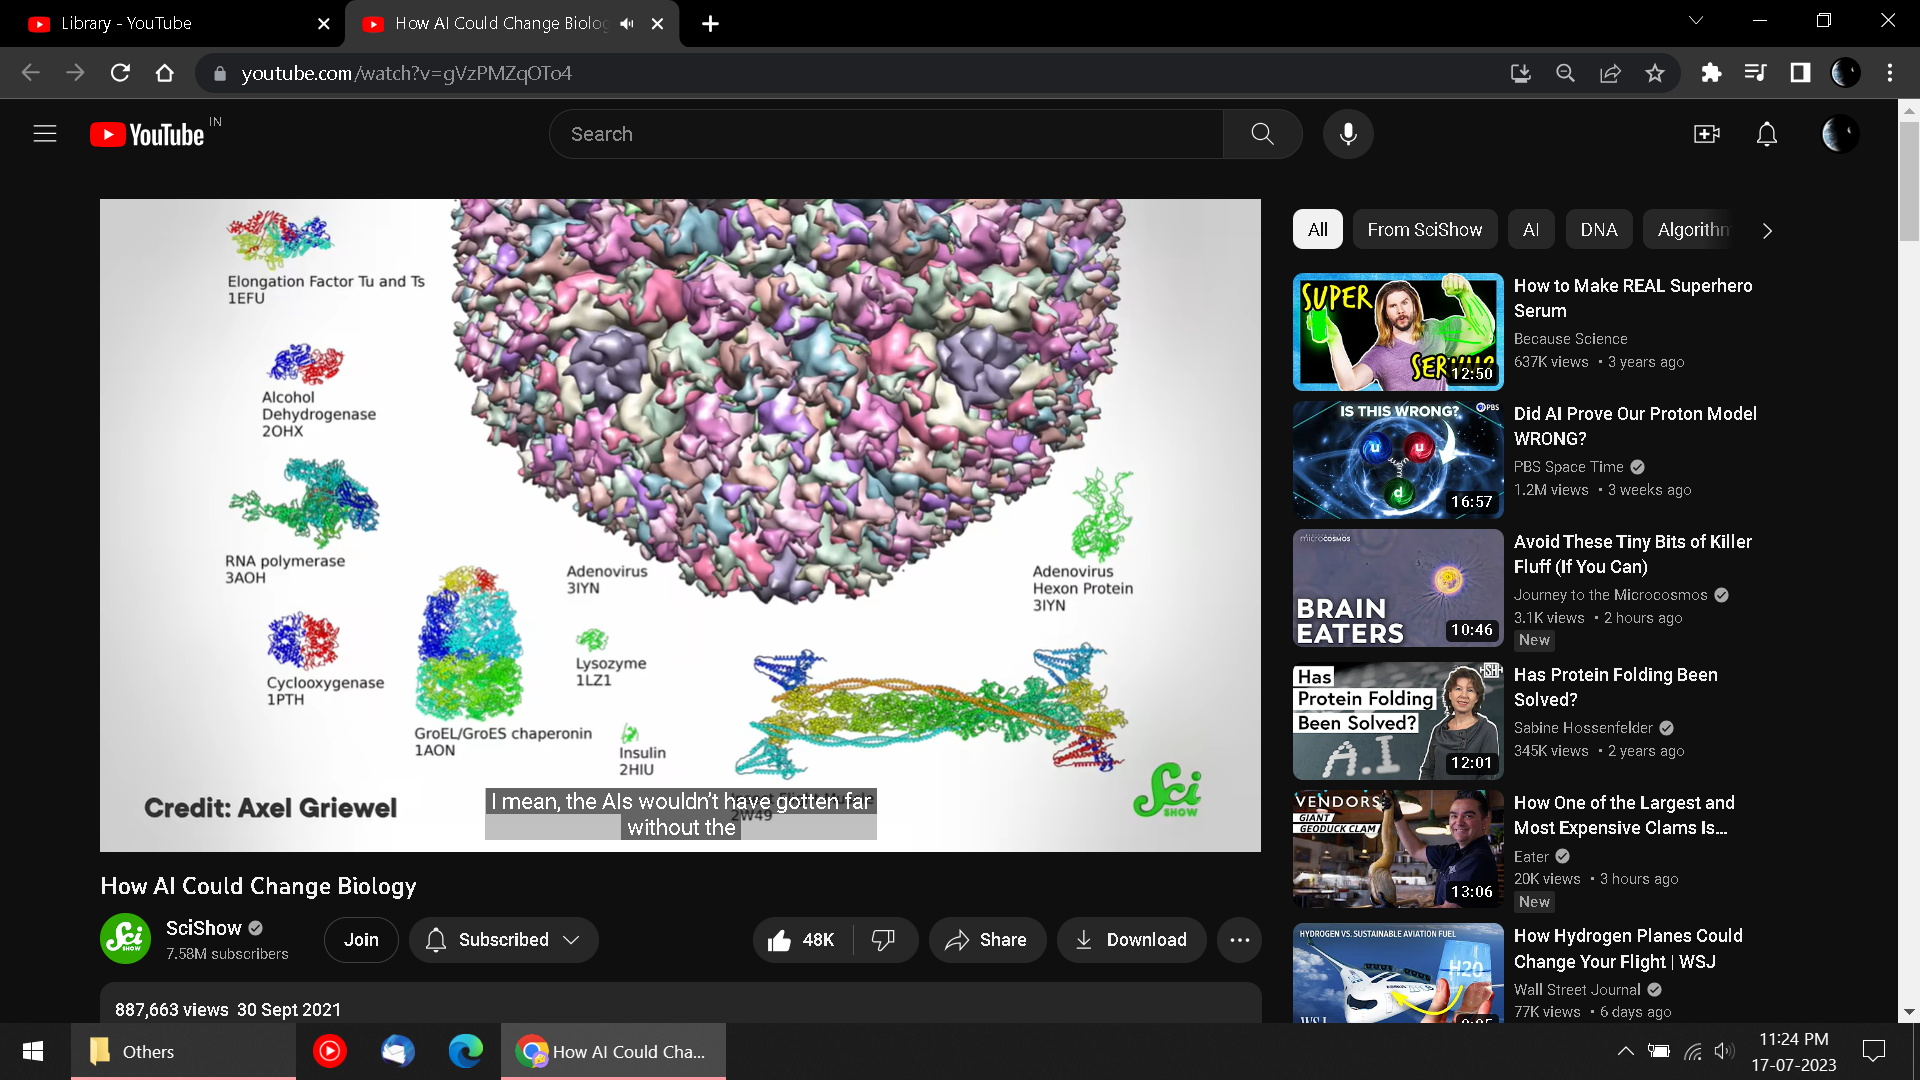 Library - YouTube
How AI Could Change Biolog
youtube.com/watch?v=gVzPMZqOTo4
YouTube
IN
Search
Elongation Factor Tu and Ts
1EFU
Alcohol
Dehydrogenase
2OHX
RNA polymerase
3AOH
Cyclooxygenase
1PTH
GroEL/GroES chaperonin
1AON
Adenovirus
3IYN
Lysozyme
1LZ1
Insulin
2HIU
Adenovirus
Hexon Protein
3IYN
2W49
Credit: Axel Griewel
I mean, the AIs wouldn't have gotten far
without the
Sci
SHOW
How AI Could Change Biology
Sci
SHOW
SciShow
7.58M subscribers
Join
Subscribed
48K
Share
Download
887,663 views 30 Sept 2021
All
From SciShow
AI
DNA
Algorithm
SUPER
SERUM?
12:50
How to Make REAL Superhero
Serum
Because Science
637K views • 3 years ago
IS THIS WRONG?
PBS
u
u
d
16:57
Did AI Prove Our Proton Model
WRONG?
PBS Space Time
1.2M views • 3 weeks ago
microcosmos
BRAIN
EATERS
10:46
Avoid These Tiny Bits of Killer
Fluff (If You Can)
Journey to the Microcosmos
3.1K views • 2 hours ago
New
Has
Protein Folding
Been Solved?
A.I
12:01
Has Protein Folding Been
Solved?
Sabine Hossenfelder
345K views • 2 years ago
VENDORS
GIANT
GEODUCK CLAM
13:06
How One of the Largest and
Most Expensive Clams Is...
Eater
20K views • 3 hours ago
New
HYDROGEN VS. SUSTAINABLE AVIATION FUEL
H20
WSJ
How Hydrogen Planes Could
Change Your Flight | WSJ
Wall Street Journal
77K views • 6 days ago
Others
How AI Could Cha...
11:24 PM
17-07-2023